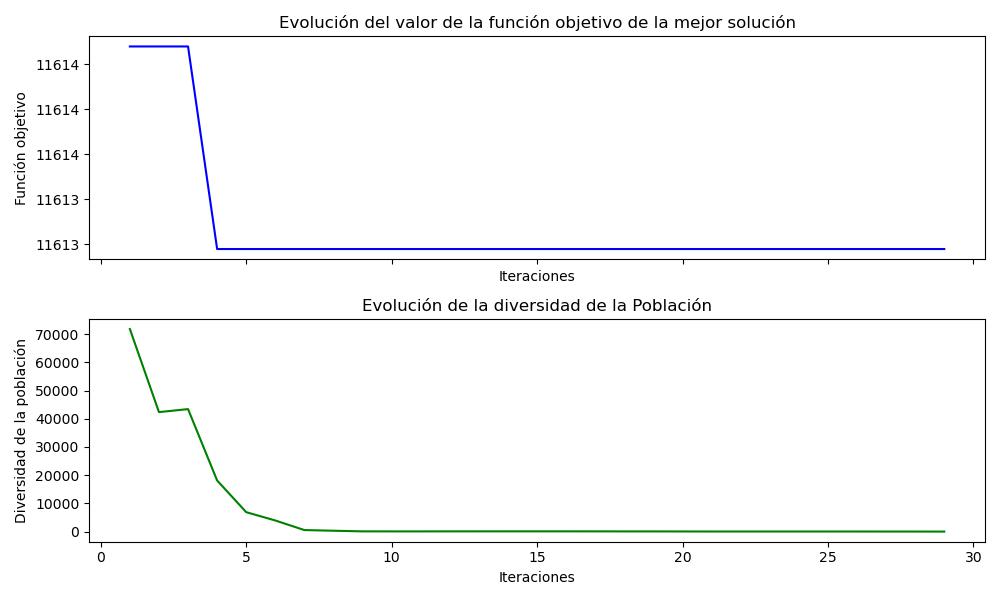 Evolución del valor de la función objetivo de la mejor solución
11614
11614
11614
11613
11613
Función objetivo
Iteraciones
Evolución de la diversidad de la Población
70000
60000
50000
40000
30000
20000
10000
0
Diversidad de la población
0 5 10 15 20 25 30
Iteraciones